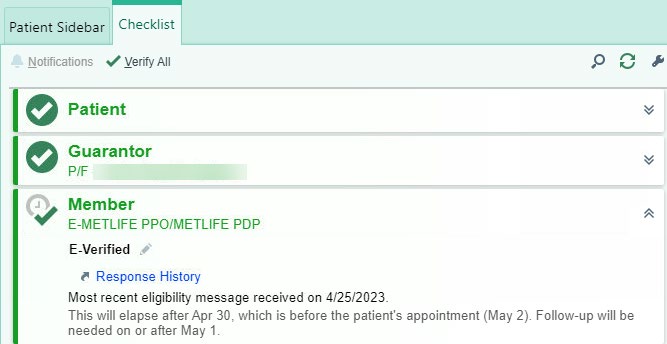 Patient Sidebar Checklist
Notifications Verify All
Patient
Guarantor
P/F
Member
E-METLIFE PPO/METLIFE PDP
E-Verified
Response History
Most recent eligibility message received on 4/25/2023.
This will elapse after Apr 30, which is before the patient's appointment (May 2). Follow-up will be
needed on or after May 1.